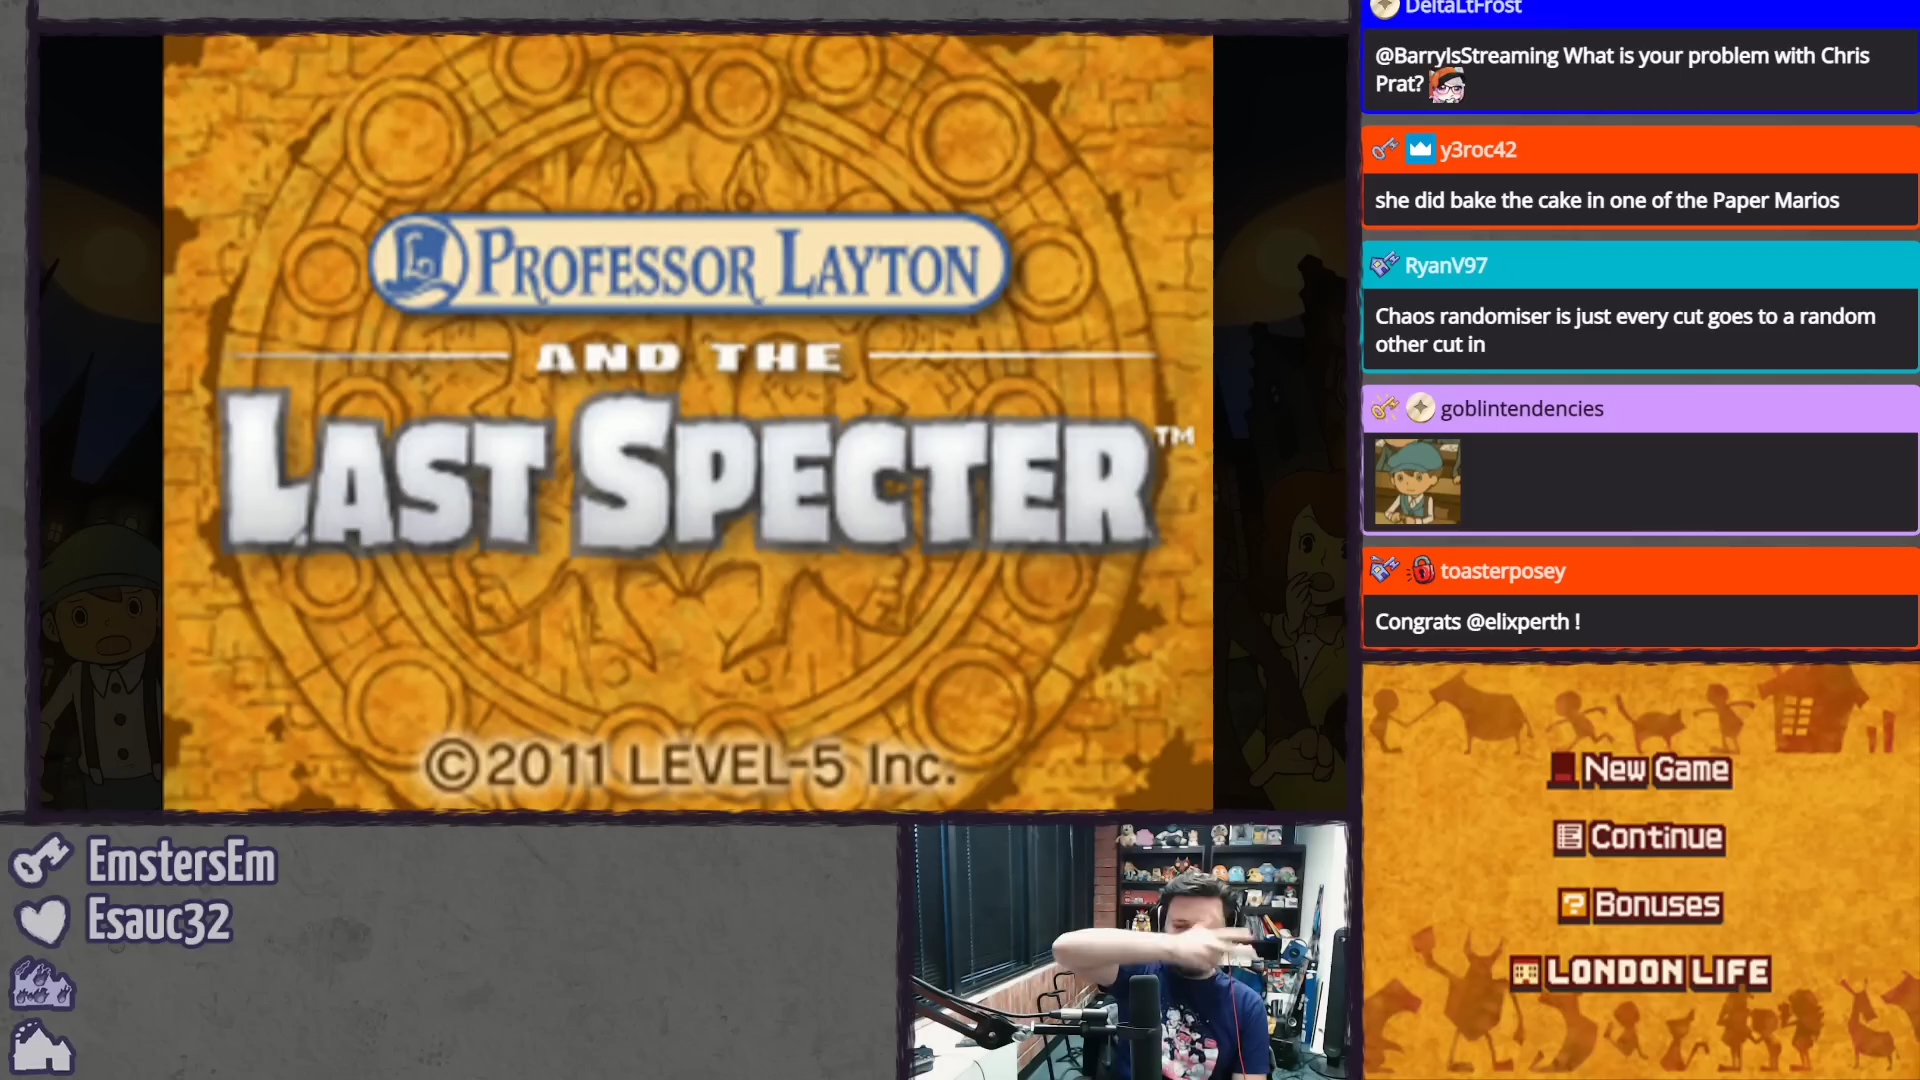 PROFESSOR LAYTON
AND THE
LAST SPECTER™
©2011 LEVEL-5 Inc.
EmstersEm
Esauc32
DeltaLtFrost
@BarryIsStreaming What is your problem with Chris
Prat?
y3roc42
she did bake the cake in one of the Paper Marios
RyanV97
Chaos randomiser is just every cut goes to a random
other cut in
goblintendencies
toasterposey
Congrats @elixperth !
New Game
Continue
? Bonuses
LONDON LIFE